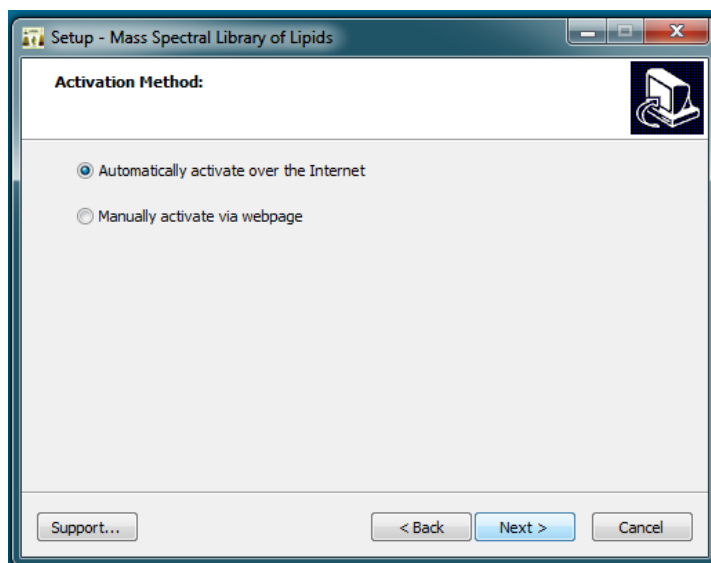 Setup - Mass Spectral Library of Lipids
Activation Method:
Automatically activate over the Internet
Manually activate via webpage
Support... < Back Next > Cancel